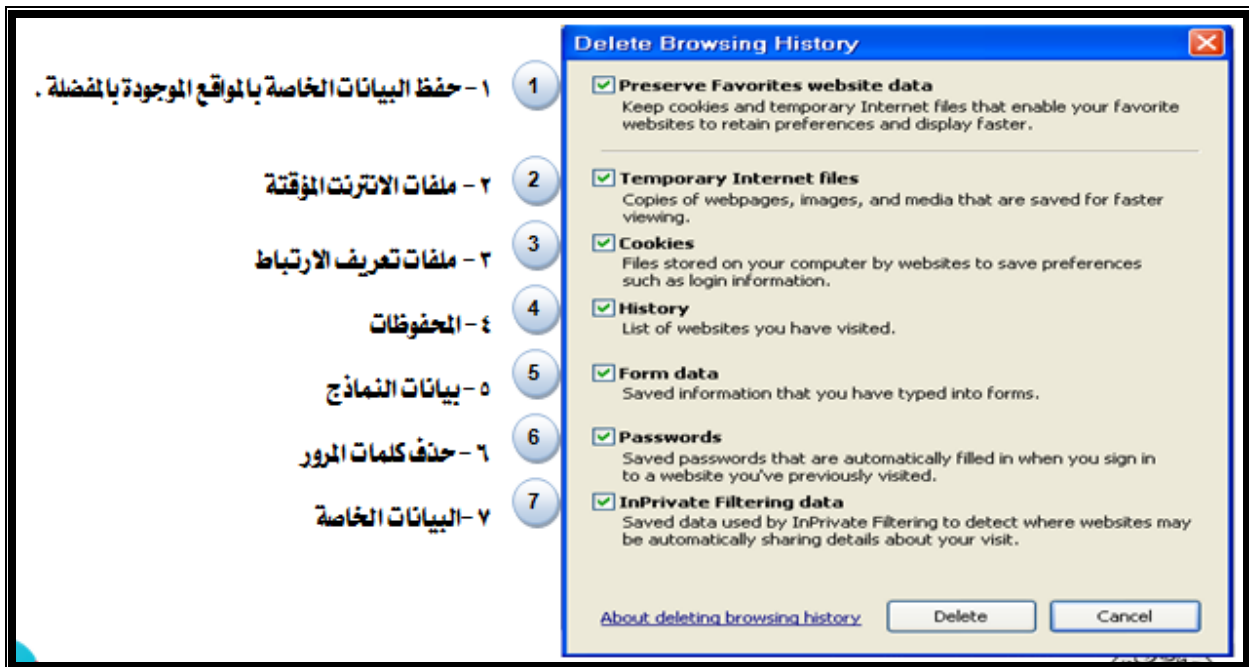 Delete Browsing History
١ - حفظ البيانات الخاصة بالمواقع الموجودة بالمفضلة .
1
Preserve Favorites website data
Keep cookies and temporary Internet files that enable your favorite
websites to retain preferences and display faster.
٢ - ملفات الانترنت المؤقتة
2
Temporary Internet files
Copies of webpages, images, and media that are saved for faster
viewing.
٣ - ملفات تعريف الارتباط
3
Cookies
Files stored on your computer by websites to save preferences
such as login information.
٤ - المحفوظات
4
History
List of websites you have visited.
٥ - بيانات النماذج
5
Form data
Saved information that you have typed into forms.
٦ - حذف كلمات المرور
6
Passwords
Saved passwords that are automatically filled in when you sign in
to a website you've previously visited.
٧ -البيانات الخاصة
7
InPrivate Filtering data
Saved data used by InPrivate Filtering to detect where websites may
be automatically sharing details about your visit.
About deleting browsing history
Delete
Cancel